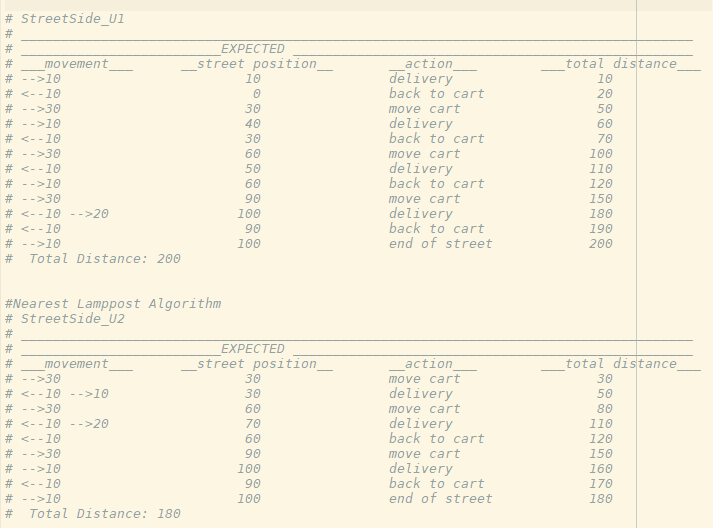 # StreetSide_U1
# ____________________________________________________________________________________
# _________________________EXPECTED __________________________________________________
# ___movement___      __street position__       __action___        ___total distance___
# -->10                       10                delivery                  10
# <--10                        0                back to cart              20
# -->30                       30                move cart                 50
# -->10                       40                delivery                  60
# <--10                       30                back to cart              70
# -->30                       60                move cart                100
# <--10                       50                delivery                 110
# -->10                       60                back to cart             120
# -->30                       90                move cart                150
# <--10 -->20                100                delivery                 180
# <--10                       90                back to cart             190
# -->10                      100                end of street            200
#  Total Distance: 200
#Nearest Lamppost Algorithm
# StreetSide_U2
# ____________________________________________________________________________________
# _________________________EXPECTED __________________________________________________
# ___movement___      __street position__       __action___        ___total distance___
# -->30                       30                move cart                 30
# <--10 -->10                 30                delivery                  50
# -->30                       60                move cart                 80
# <--10 -->20                 70                delivery                 110
# <--10                       60                back to cart             120
# -->30                       90                move cart                150
# -->10                      100                delivery                 160
# <--10                       90                back to cart             170
# -->10                      100                end of street            180
#  Total Distance: 180